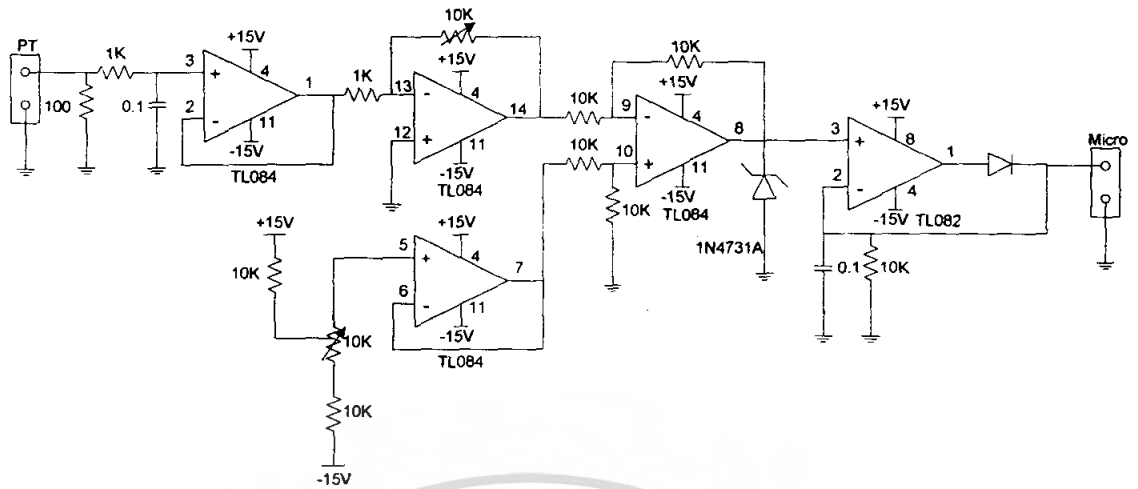 PT
1K
100
0.1
3
2
+
-
+15V
4
1
11
-15V
TL084
1K
10K
13
12
-
+
+15V
4
14
11
-15V
TL084
10K
10K
10K
10K
9
10
-
+
+15V
4
8
11
-15V
TL084
1N4731A
3
2
+
-
+15V
8
1
4
-15V
TL082
0.1
10K
Micro
+15V
10K
10K
10K
-15V
5
6
+
-
+15V
4
7
11
-15V
TL084